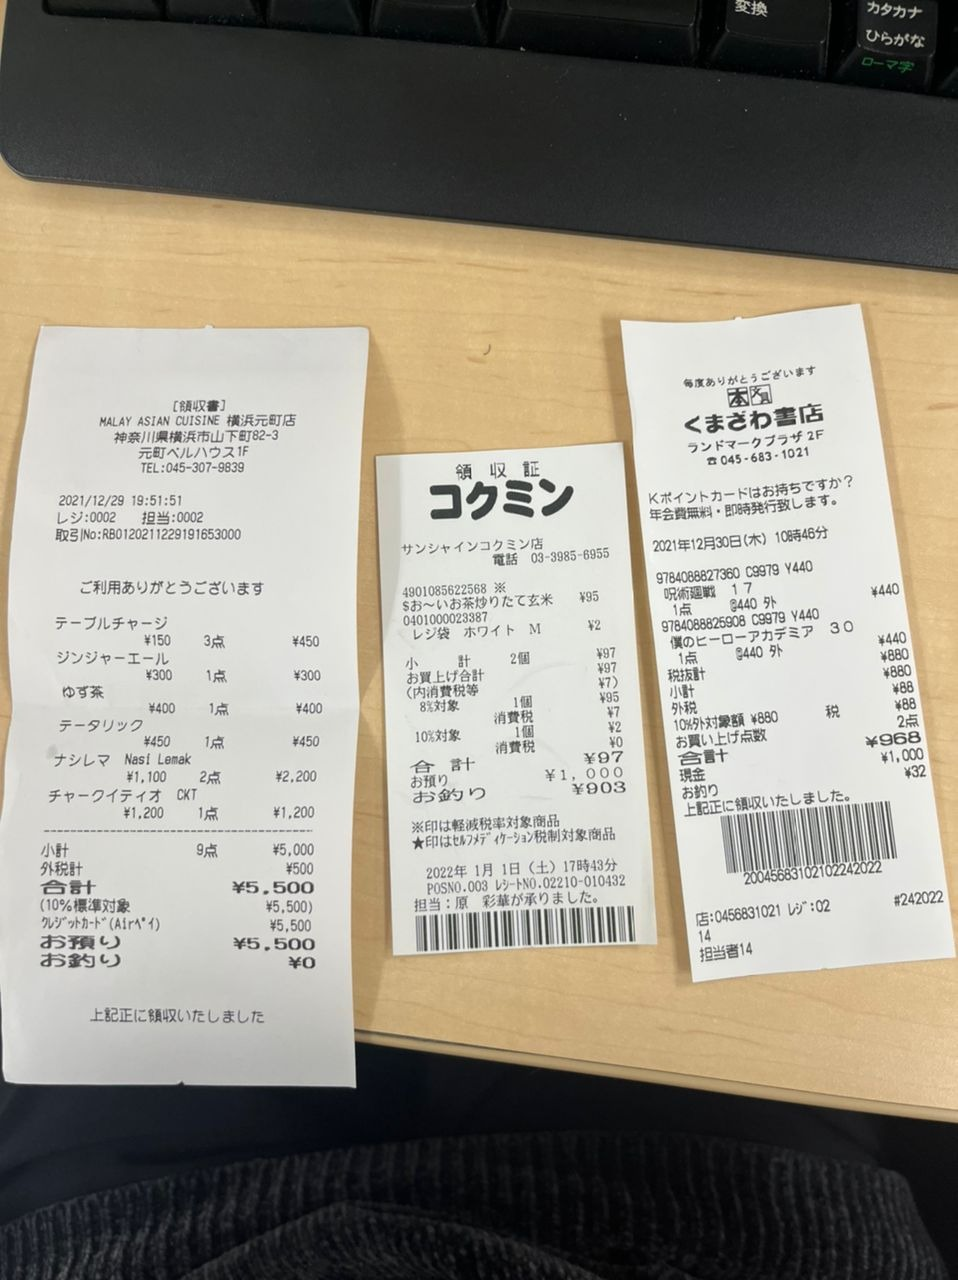 変換
カタカナ
ひらがな
ローマ字
[領収書]
MALAY ASIAN CUISINE 横浜元町店
神奈川県横浜市山下町82-3
元町ベルハウス1F
TEL:045-307-9839
2021/12/29 19:51:51
レジ:0002 担当:0002
取引No:RB0120211229191653000
ご利用ありがとうございます
テーブルチャージ
¥150 3点 ¥450
ジンジャーエール
¥300 1点 ¥300
ゆず茶
¥400 1点 ¥400
テータリック
¥450 1点 ¥450
ナシレマ Nasi Lemak
¥1,100 2点 ¥2,200
チャークイティオ CKT
¥1,200 1点 ¥1,200
小計 9点 ¥5,000
外税計 ¥500
合計 ¥5,500
(10%標準対象 ¥5,500)
クレジットカード(Airペイ) ¥5,500
お預り ¥5,500
お釣り ¥0
上記正に領収いたしました
領収証
コクミン
サンシャインコクミン店
電話 03-3985-6955
4901085622568 ※
$お～いお茶炒りたて玄米 ¥95
0401000023387
レジ袋 ホワイト M ¥2
小計 2個 ¥97
お買上げ合計 ¥97
(内消費税等 ¥7)
8%対象 1個 ¥95
消費税 ¥7
10%対象 1個 ¥2
消費税 ¥0
合計 ¥97
お預り ¥1,000
お釣り ¥903
※印は軽減税率対象商品
★印はセルフメディケーション税制対象商品
2022年 1月 1日(土)17時43分
POSNO.003 レシートNO.02210-010432
担当:原 彩華が承りました。
毎度ありがとうございます
本 文具
くまざわ書店
ランドマークプラザ 2F
☎045-683-1021
Kポイントカードはお持ちですか?
年会費無料・即時発行致します。
2021年12月30日(木) 10時46分
9784088827360 C9979 Y440
呪術廻戦 17
1点 @440 外 ¥440
9784088825908 C9979 Y440
僕のヒーローアカデミア 30
1点 @440 外 ¥440
税抜計 ¥880
小計 ¥880
外税 ¥88
10%外対象額 ¥880 税 ¥88
お買い上げ点数 2点
合計 ¥968
現金 ¥1,000
お釣り ¥32
上記正に領収いたしました。
20045683102102242022
店:0456831021 レジ:02 #242022
14
担当者14